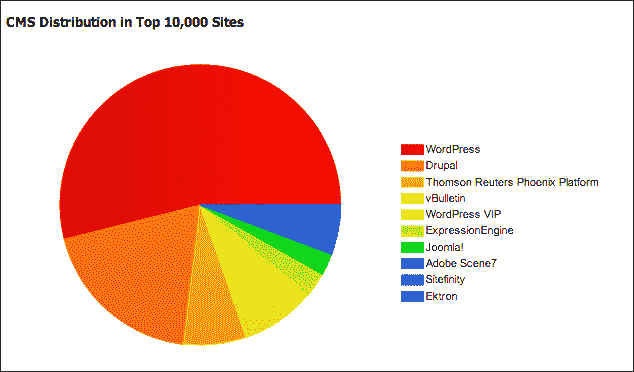 CMS Distribution in Top 10,000 Sites
WordPress
Drupal
Thomson Reuters Phoenix Platform
vBulletin
WordPress VIP
ExpressionEngine
Joomla!
Adobe Scene7
Sitefinity
Ektron